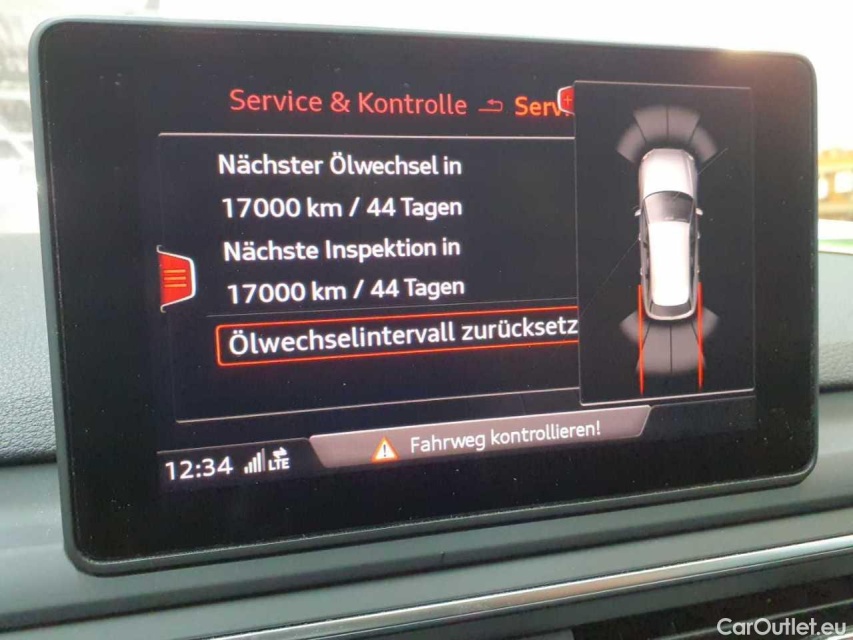 Service & Kontrolle
Nächster Ölwechsel in
17000 km / 44 Tagen
Nächste Inspektion in
17000 km / 44 Tagen
Ölwechselintervall zurücksetz
Fahrweg kontrollieren!
12:34 LTE
CarOutlet.eu